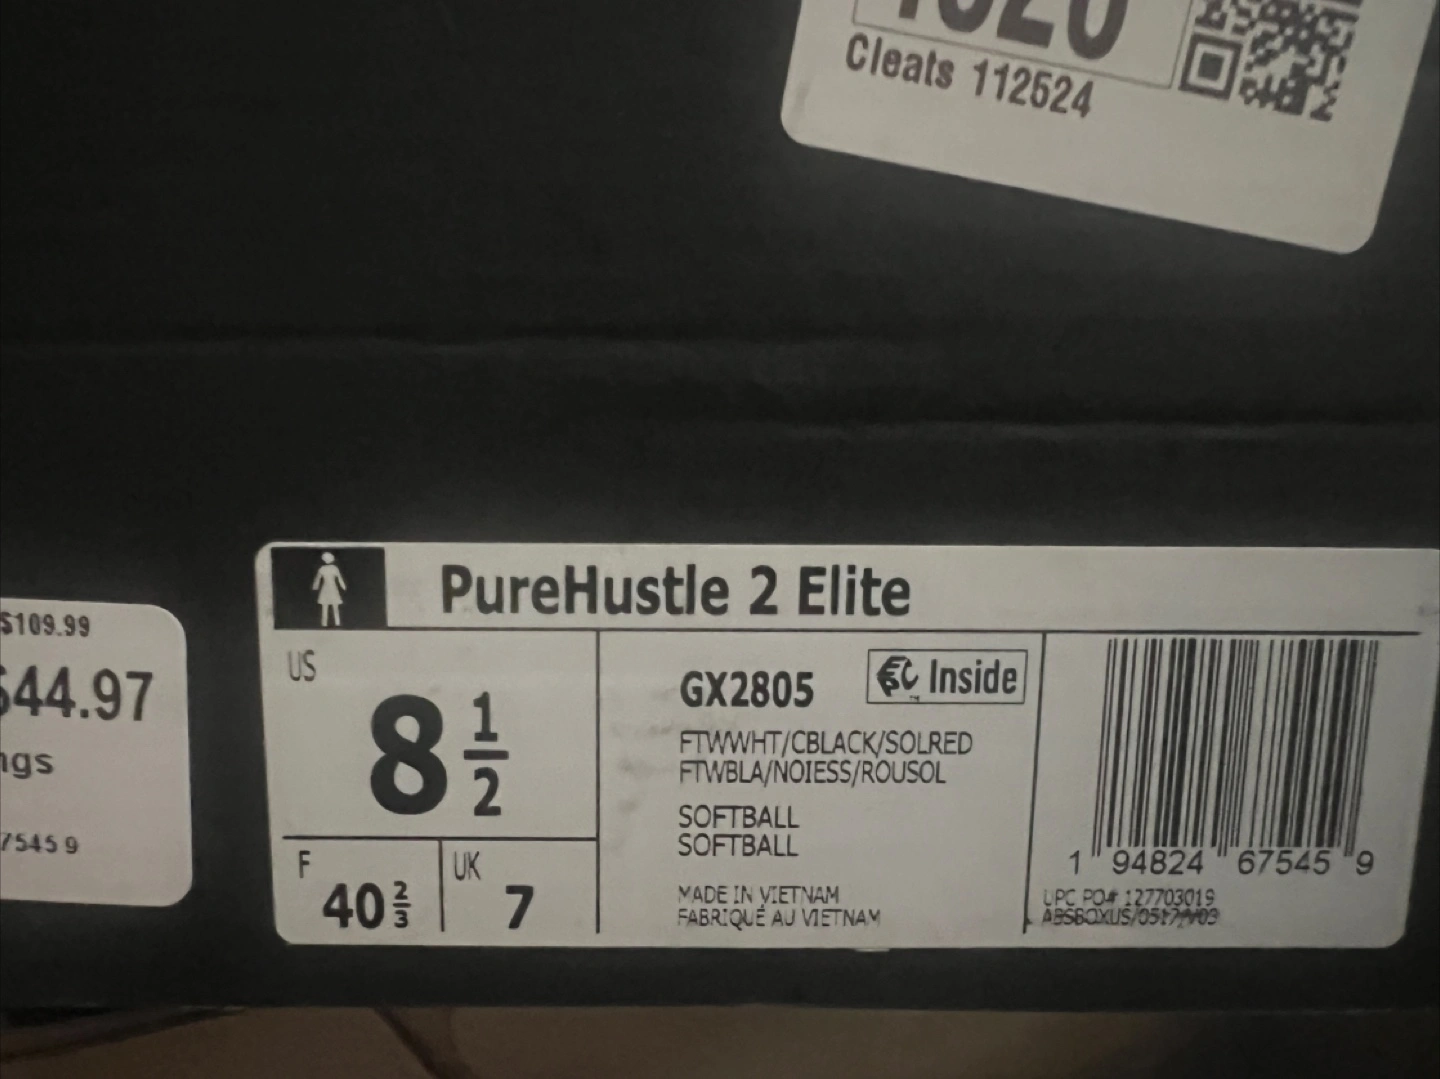 Cleats 112524
$109.99
$44.97
7545 9
PureHustle 2 Elite
US
8 1/2
F
40 2/3
UK
7
GX2805
Inside
FTWWHT/CBLACK/SOLRED
FTWBLA/NOIESS/ROUSOL
SOFTBALL
SOFTBALL
MADE IN VIETNAM
FABRIQUÉ AU VIETNAM
1 94824 67545 9
UPC PO# 127703019